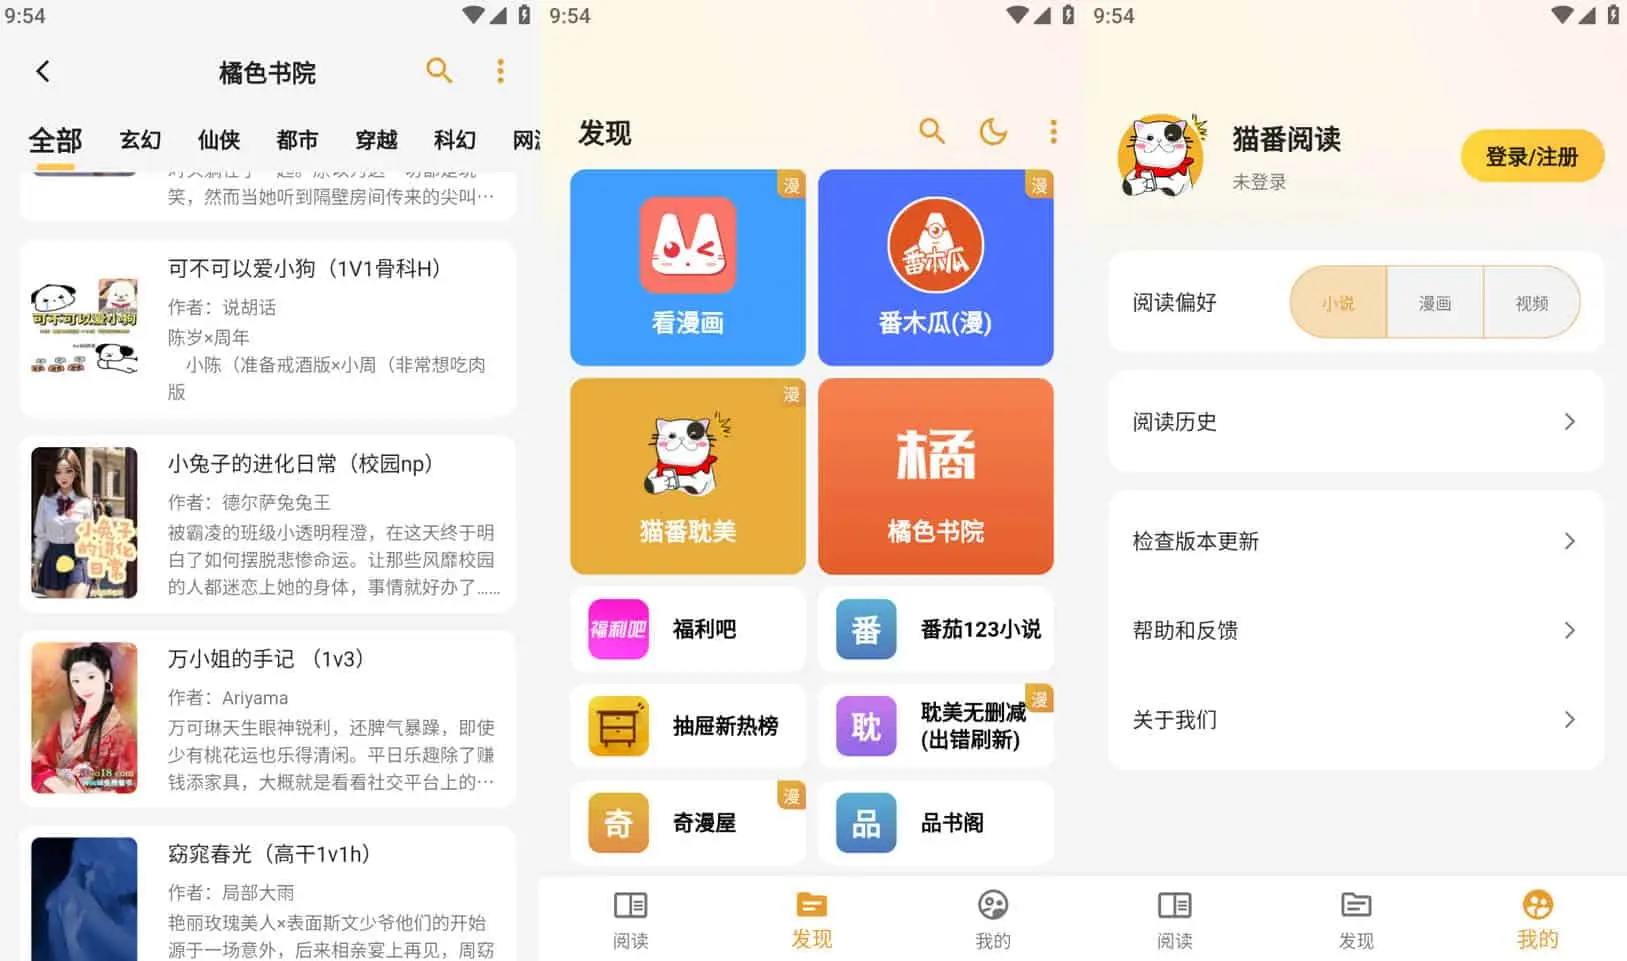 9:54
橘色书院
全部 玄幻 仙侠 都市 穿越 科幻
笑，然而当她听到隔壁房间传来的尖叫…
可不可以爱小狗（1V1骨科H）
可不可以爱小狗
作者：说胡话
陈岁×周年
小陈（准备戒酒版×小周（非常想吃肉
版
小兔子的进化日常（校园np）
小兔子
的进化
日常
作者：德尔萨兔兔王
被霸凌的班级小透明程澄，在这天终于明
白了如何摆脱悲惨命运。让那些风靡校园
的人都迷恋上她的身体，事情就好办了……
万小姐的手记 （1v3）
作者：Ariyama
万可琳天生眼神锐利，还脾气暴躁，即使
少有桃花运也乐得清闲。平日乐趣除了赚
钱添家具，大概就是看看社交平台上的…
窈窕春光（高干1v1h）
作者：局部大雨
艳丽玫瑰美人×表面斯文少爷他们的开始
源于一场意外，后来相亲宴上再见，周窈
9:54
发现
漫
看漫画
漫
番木瓜
番木瓜(漫)
漫
猫番耽美
橘
橘色书院
福利吧
福利吧
番
番茄123小说
抽屉新热榜
漫
耽
耽美无删减
(出错刷新)
漫
奇
奇漫屋
品
品书阁
阅读 发现 我的
9:54
猫番阅读
未登录
登录/注册
阅读偏好
小说 漫画 视频
阅读历史
检查版本更新
帮助和反馈
关于我们
阅读 发现 我的